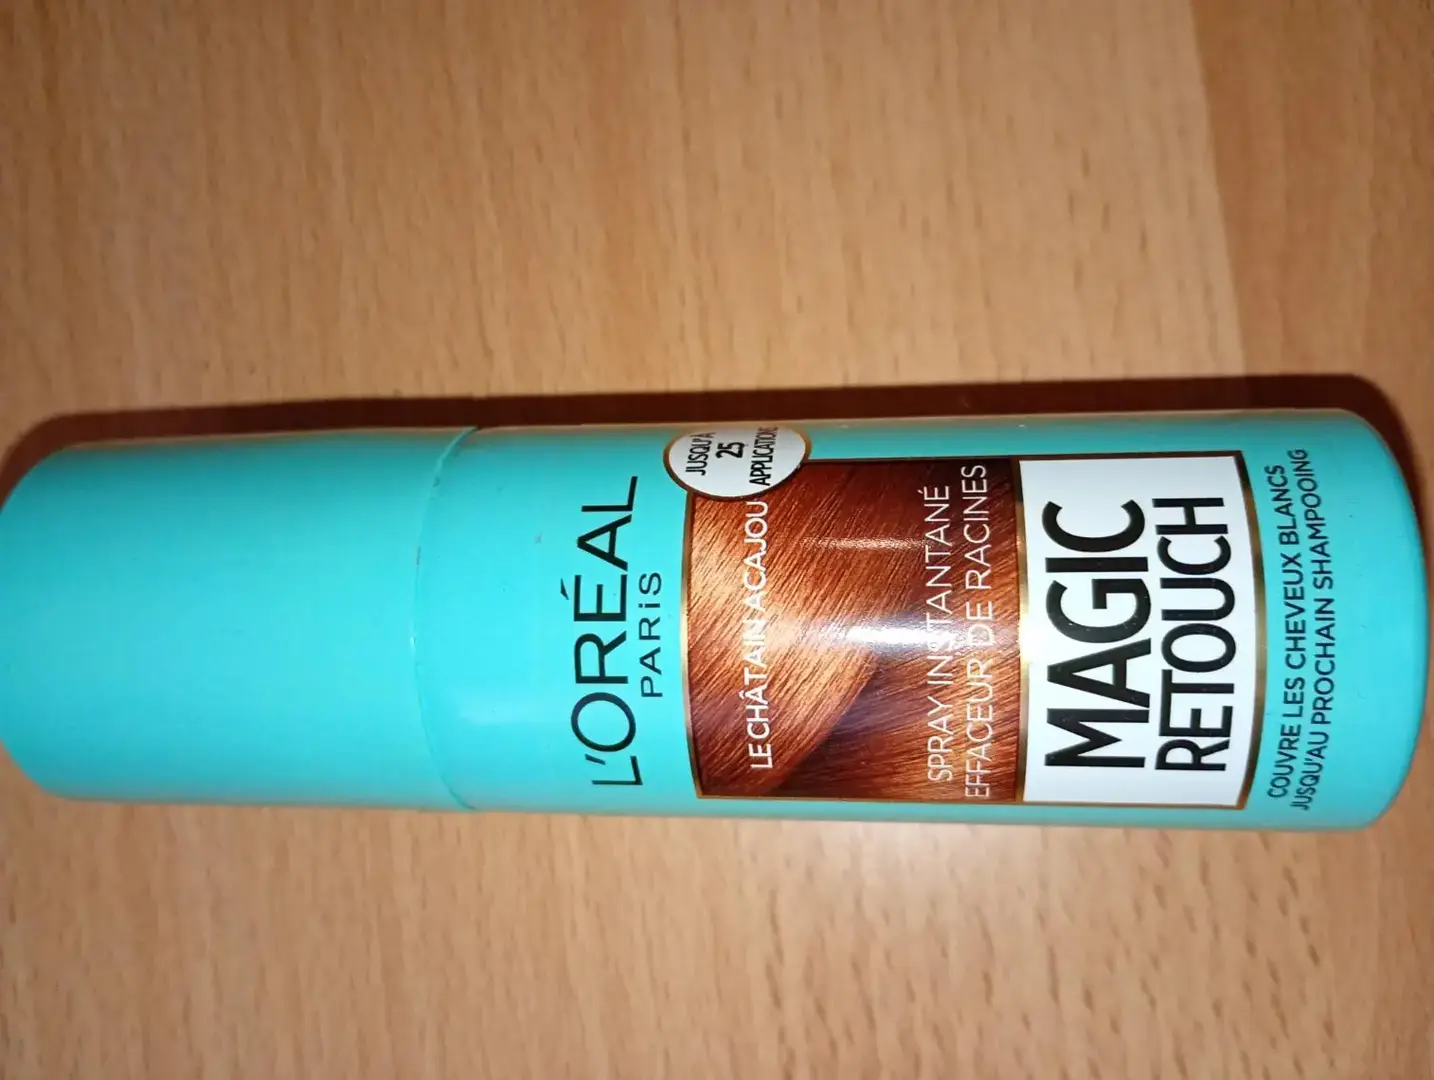 L'ORÉAL
PARiS
JUSQU'À
25
APPLICATIONS
LE CHÂTAIN ACAJOU
SPRAY INSTANTANÉ
EFFACEUR DE RACINES
MAGIC
RETOUCH
COUVRE LES CHEVEUX BLANCS
JUSQU'AU PROCHAIN SHAMPOOING